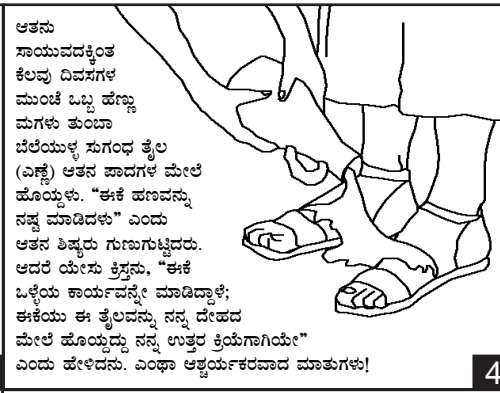 ಆತನು
ಸಾಯುವದಕ್ಕಿಂತ
ಕೆಲವು ದಿವಸಗಳ
ಮುಂಚೆ ಒಬ್ಬ ಹೆಣ್ಣು
ಮಗಳು ತುಂಬಾ
ಬೆಲೆಯುಳ್ಳ ಸುಗಂಧ ತೈಲ
(ಎಣ್ಣೆ) ಆತನ ಪಾದಗಳ ಮೇಲೆ
ಹೊಯ್ದಳು. “ಈಕೆ ಹಣವನ್ನು
ನಷ್ಟ ಮಾಡಿದಳು” ಎಂದು
ಆತನ ಶಿಷ್ಯರು ಗುಣುಗುಟ್ಟಿದರು.
ಆದರೆ ಯೇಸು ಕ್ರಿಸ್ತನು, “ಈಕೆ
ಒಳ್ಳೆಯ ಕಾರ್ಯವನ್ನೇ ಮಾಡಿದ್ದಾಳೆ;
ಈಕೆಯು ಈ ತೈಲವನ್ನು ನನ್ನ ದೇಹದ
ಮೇಲೆ ಹೊಯ್ದದ್ದು ನನ್ನ ಉತ್ತರ ಕ್ರಿಯೆಗಾಗಿಯೇ”
ಎಂದು ಹೇಳಿದನು. ಎಂಥಾ ಆಶ್ಚರ್ಯಕರವಾದ ಮಾತುಗಳು!
4